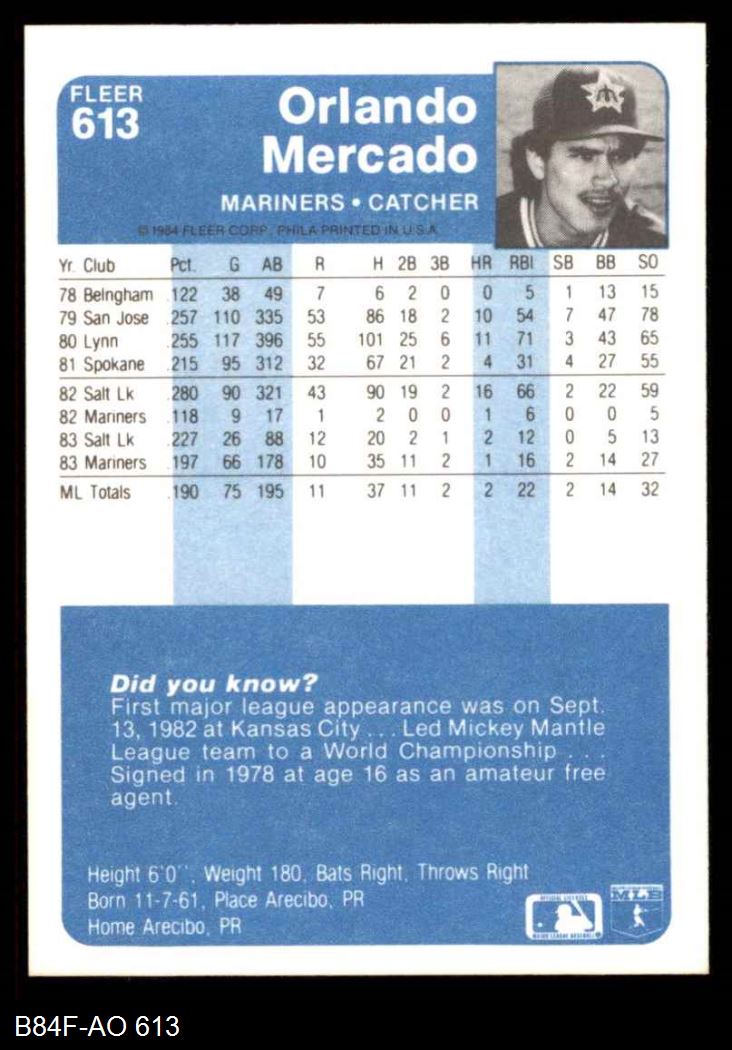 FLEER
613
Orlando
Mercado
MARINERS • CATCHER
© 1984 FLEER CORP. PHILA PRINTED IN U.S.A.
Yr. Club Pct. G AB R H 2B 3B HR RBI SB BB SO
78 Belngham .122 38 49 7 6 2 0 0 5 1 13 15
79 San Jose .257 110 335 53 86 18 2 10 54 7 47 78
80 Lynn .255 117 396 55 101 25 6 11 71 3 43 65
81 Spokane .215 95 312 32 67 21 2 4 31 4 27 55
82 Salt Lk .280 90 321 43 90 19 2 16 66 2 22 59
82 Mariners .118 9 17 1 2 0 0 1 6 0 0 5
83 Salt Lk .227 26 88 12 20 2 1 2 12 0 5 13
83 Mariners .197 66 178 10 35 11 2 1 16 2 14 27
ML Totals .190 75 195 11 37 11 2 2 22 2 14 32
Did you know?
First major league appearance was on Sept.
13, 1982 at Kansas City . . . Led Mickey Mantle
League team to a World Championship . . .
Signed in 1978 at age 16 as an amateur free
agent.
Height 6'0'', Weight 180, Bats Right, Throws Right
Born 11-7-61, Place Arecibo, PR
Home Arecibo, PR
MAJOR LEAGUE BASEBALL
B84F-AO 613